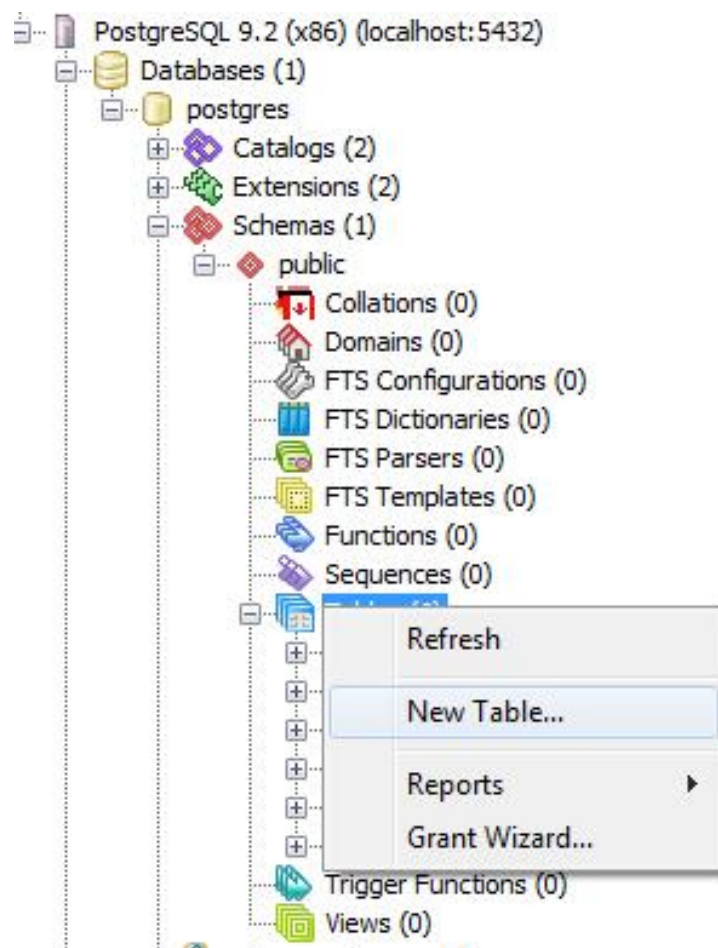 PostgreSQL 9.2 (x86) (localhost:5432)
Databases (1)
postgres
Catalogs (2)
Extensions (2)
Schemas (1)
public
Collations (0)
Domains (0)
FTS Configurations (0)
FTS Dictionaries (0)
FTS Parsers (0)
FTS Templates (0)
Functions (0)
Sequences (0)
Refresh
New Table...
Reports
Grant Wizard...
Trigger Functions (0)
Views (0)